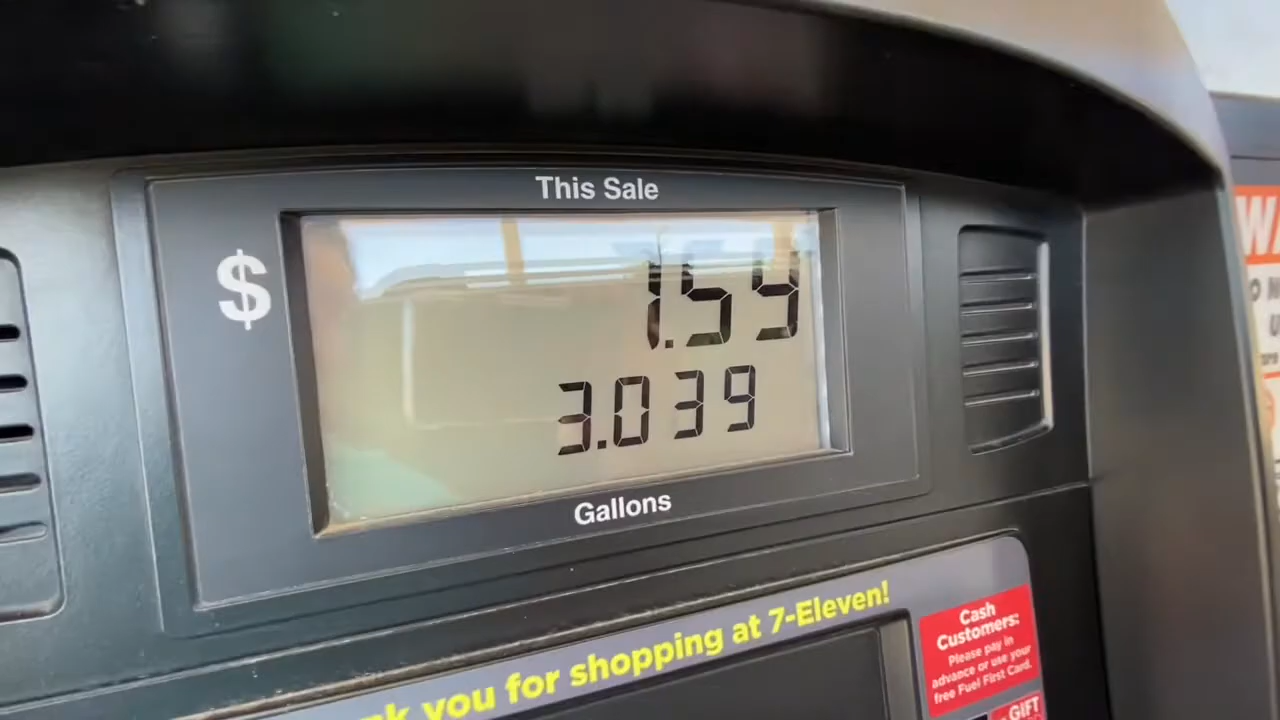 This Sale
$
1.59
3.039
Gallons
k you for shopping at 7-Eleven!
Cash
Customers:
Please pay in
advance or use your
free Fuel First Card.
GIFT
WA